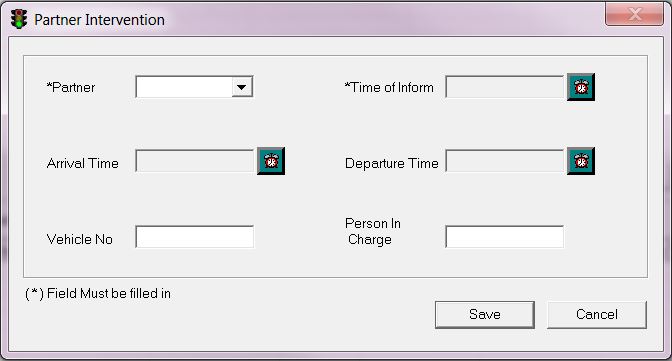 Partner Intervention
*Partner
*Time of Inform
Arrival Time
Departure Time
Vehicle No
Person In
Charge
(*) Field Must be filled in
Save
Cancel